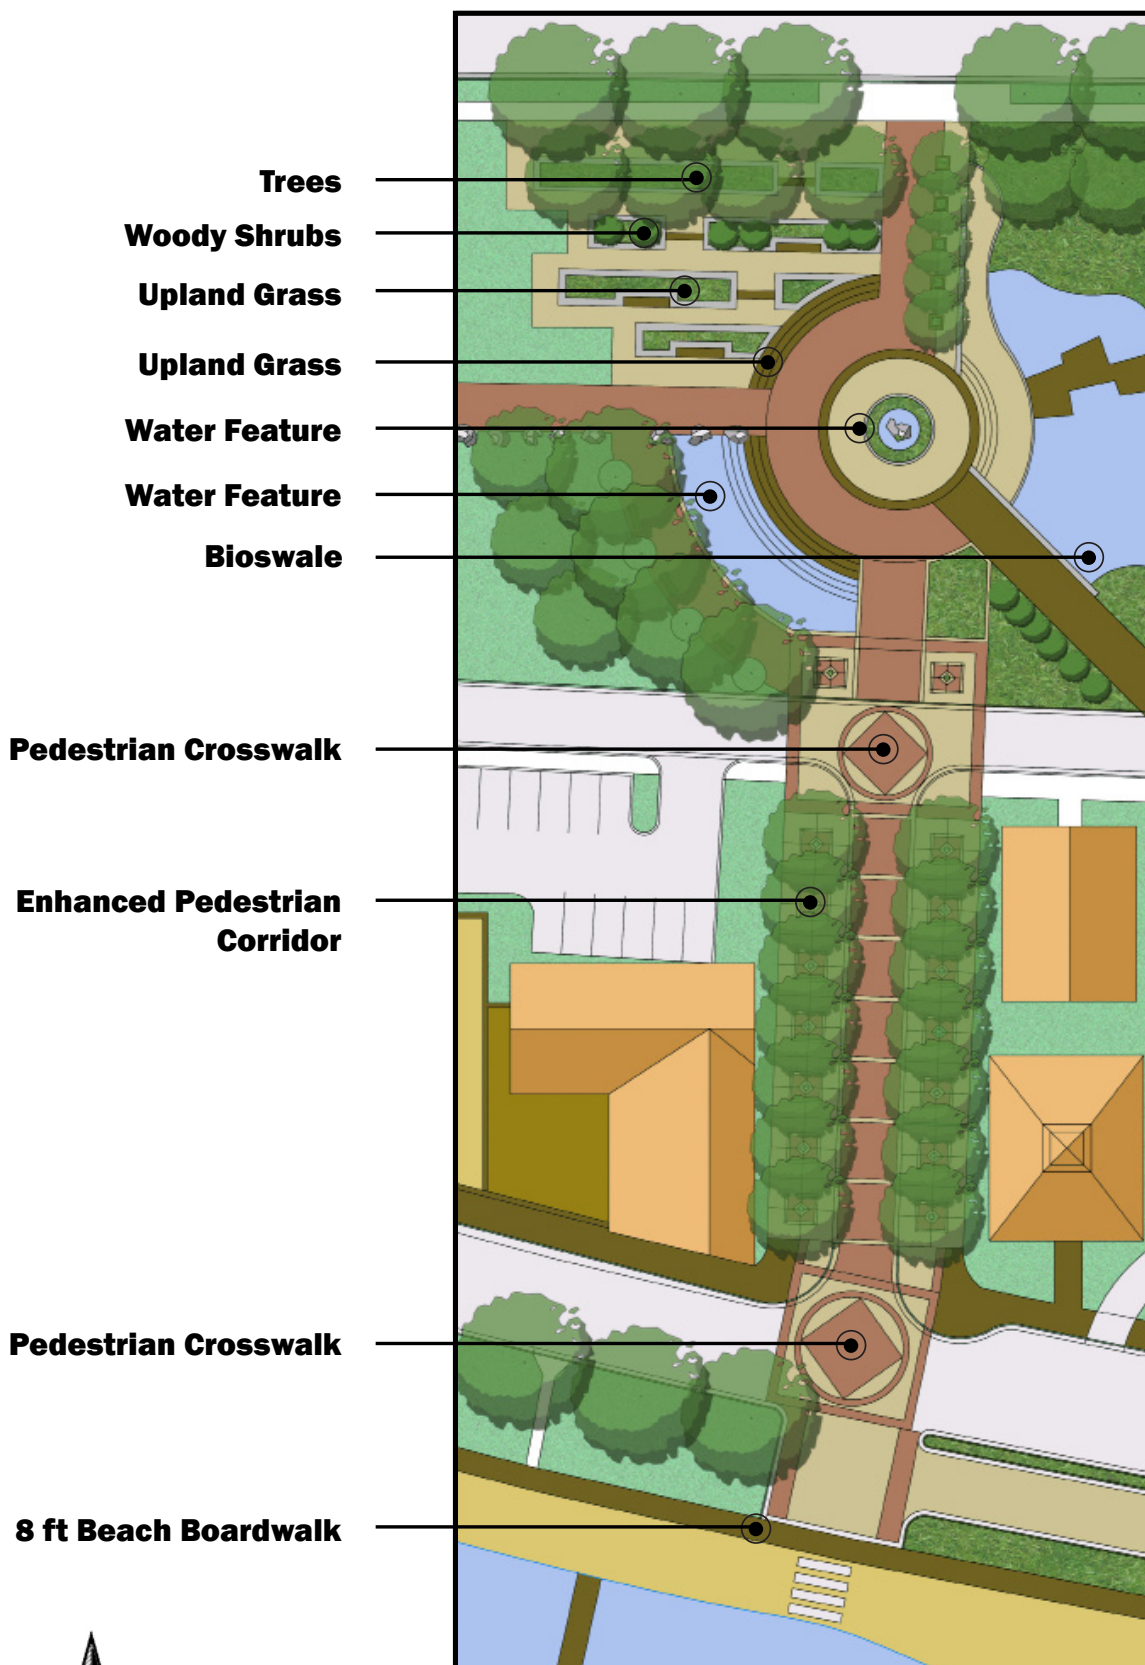 Trees
Woody Shrubs
Upland Grass
Upland Grass
Water Feature
Water Feature
Bioswale
Pedestrian Crosswalk
Enhanced Pedestrian
Corridor
Pedestrian Crosswalk
8 ft Beach Boardwalk